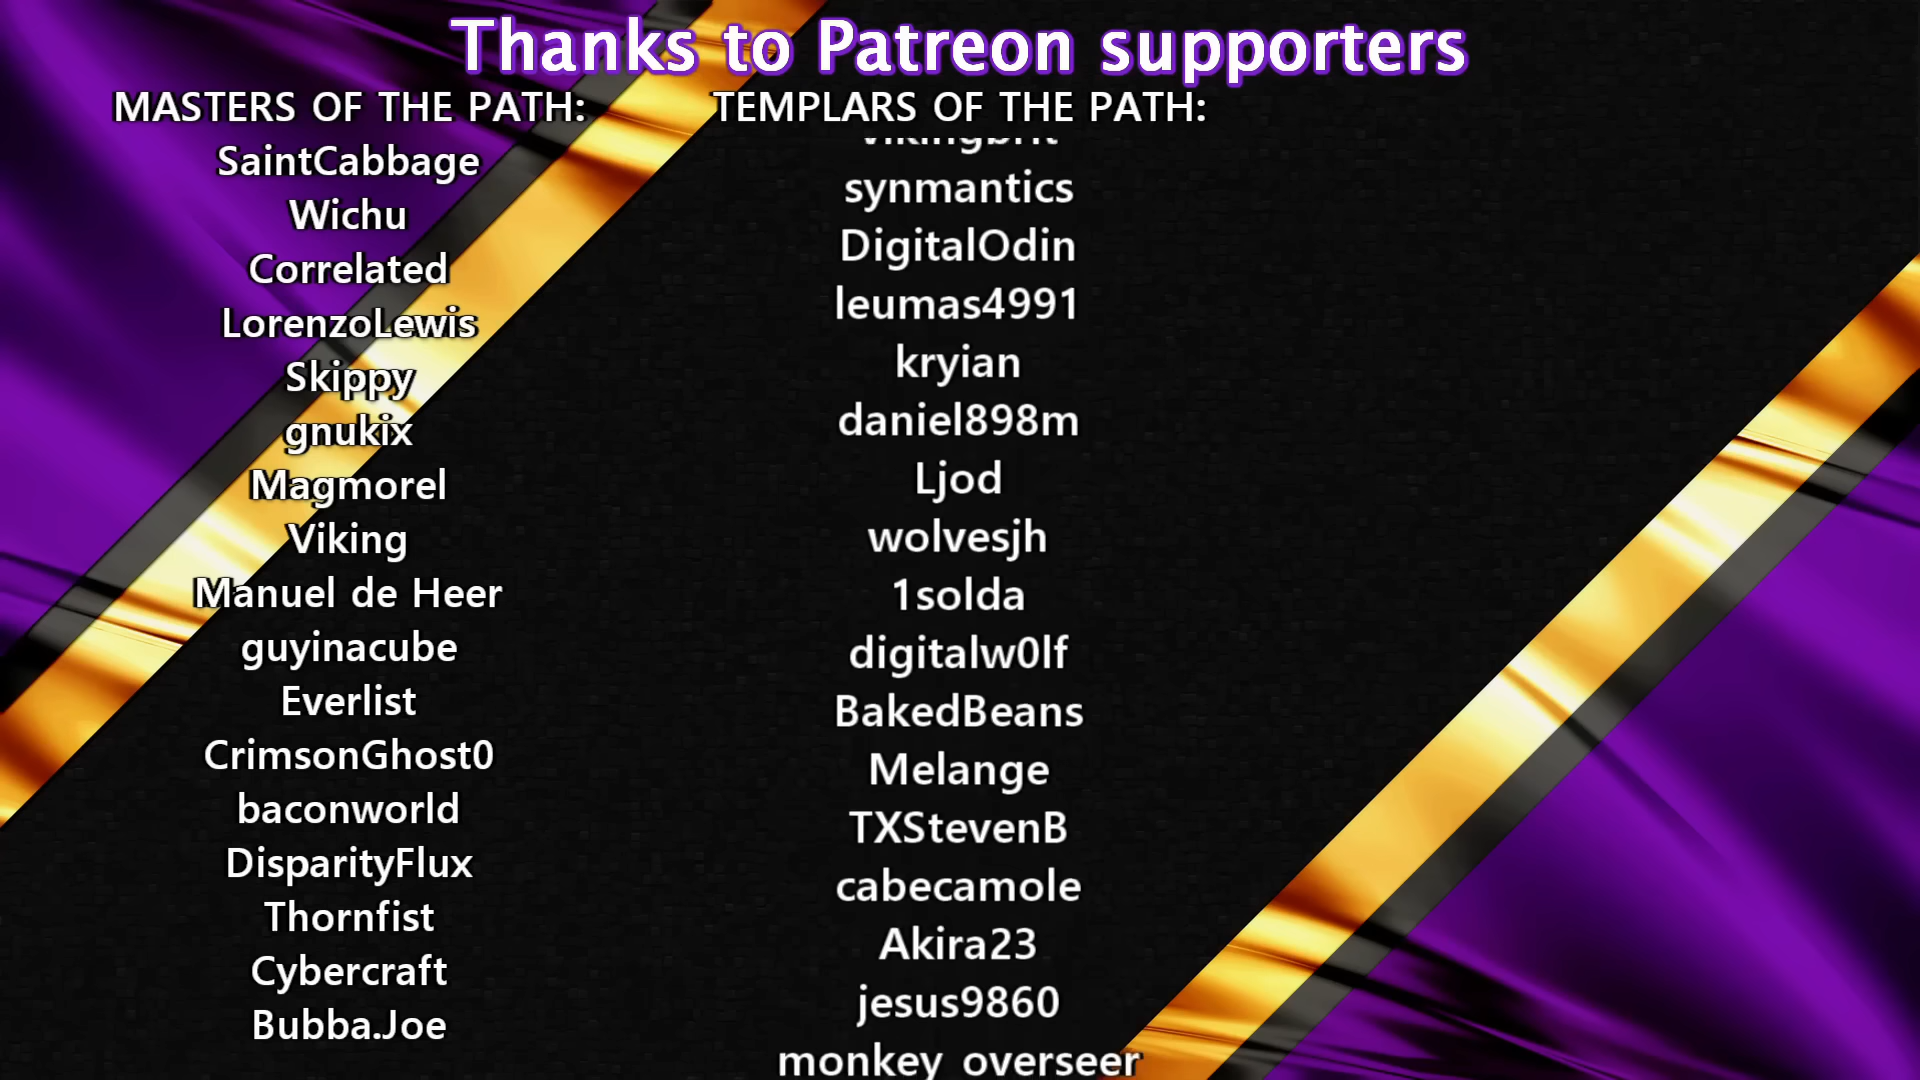 Thanks to Patreon supporters
MASTERS OF THE PATH:
SaintCabbage
Wichu
Correlated
LorenzoLewis
Skippy
gnukix
Magmorel
Viking
Manuel de Heer
guyinacube
Everlist
CrimsonGhost0
baconworld
DisparityFlux
Thornfist
Cybercraft
Bubba.Joe
TEMPLARS OF THE PATH:
synmantics
DigitalOdin
leumas4991
kryian
daniel898m
Ljod
wolvesjh
1solda
digitalw0lf
BakedBeans
Melange
TXStevenB
cabecamole
Akira23
jesus9860
monkey overseer